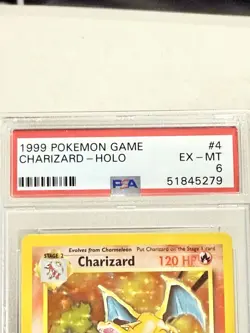 1999 POKEMON GAME #4
CHARIZARD - HOLO EX - MT
6
PSA 51845279
Evolves from Charmeleon Put Charizard on the Stage 1 card
STAGE 2 Charizard 120 HP